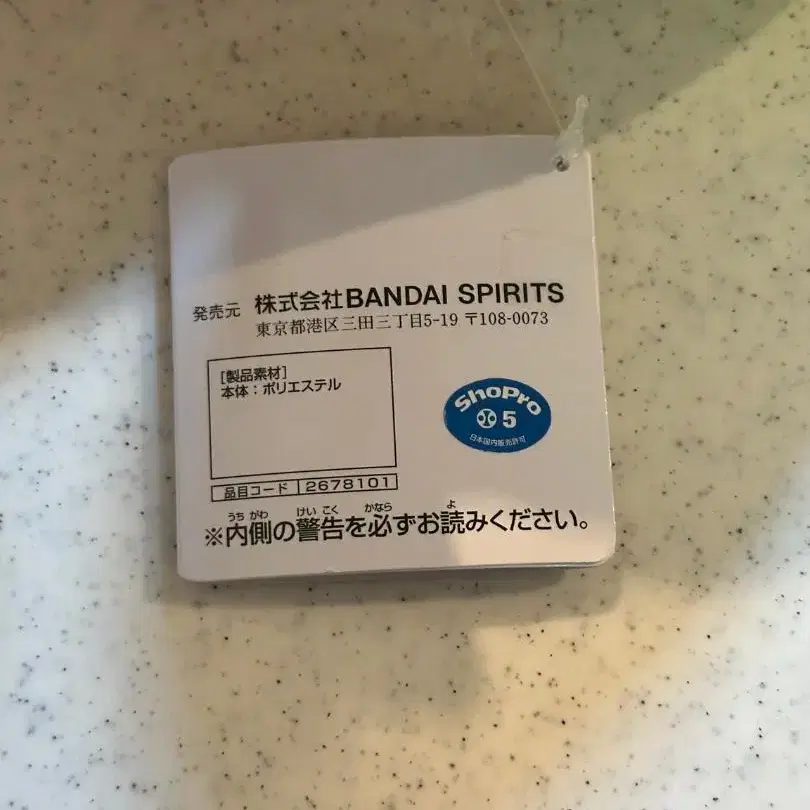 発売元 株式会社BANDAI SPIRITS
東京都港区三田三丁目5-19 〒108-0073
[製品素材]
本体：ポリエステル
ShoPro
5
日本国内販売許可
品目コード 2678101
※内側の警告を必ずお読みください。
うち がわ けい こく かなら よ